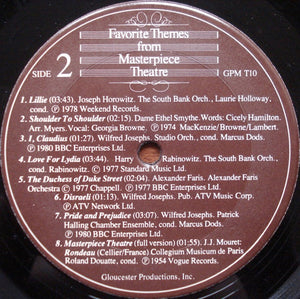 Favorite Themes
from
Masterpiece
Theatre
SIDE 2
GPM T10
1. Lillie (03:43). Joseph Horowitz. The South Bank Orch., Laurie Holloway,
cond. ℗ 1978 Weekend Records.
2. Shoulder To Shoulder (02:15). Dame Ethel Smythe. Words: Cicely Hamilton.
Arr. Myers. Vocal: Georgia Browne. ℗ 1974 MacKenzie/Browne/Lambert.
3. I, Claudius (01:27). Wilfred Josephs. Studio Orch., cond. Marcus Dods.
℗ 1980 BBC Enterprises Ltd.
4. Love For Lydia (02:44). Harry Rabinowitz. The South Bank Orch.,
cond. Rabinowitz. ℗ 1977 Standard Music Ltd.
5. The Duchess of Duke Street (02:04). Alexander Faris. Alexander Faris
Orchestra ℗ 1977 Chappell. ℗ 1977 BBC Enterprises Ltd.
6. Disraeli (01:13). Wilfred Josephs. Pub. ATV Music Corp.
℗ ATV Network Ltd.
7. Pride and Prejudice (03:07). Wilfred Josephs. Patrick
Halling Chamber Ensemble, cond. Marcus Dods.
℗ 1980 BBC Enterprises Ltd.
8. Masterpiece Theatre (full version) (01:55). J.J. Mouret:
Rondeau (Cellier/France) Collegium Musicum de Paris
Roland Douatte, cond. ℗ 1954 Vogue Records.
Gloucester Productions, Inc.